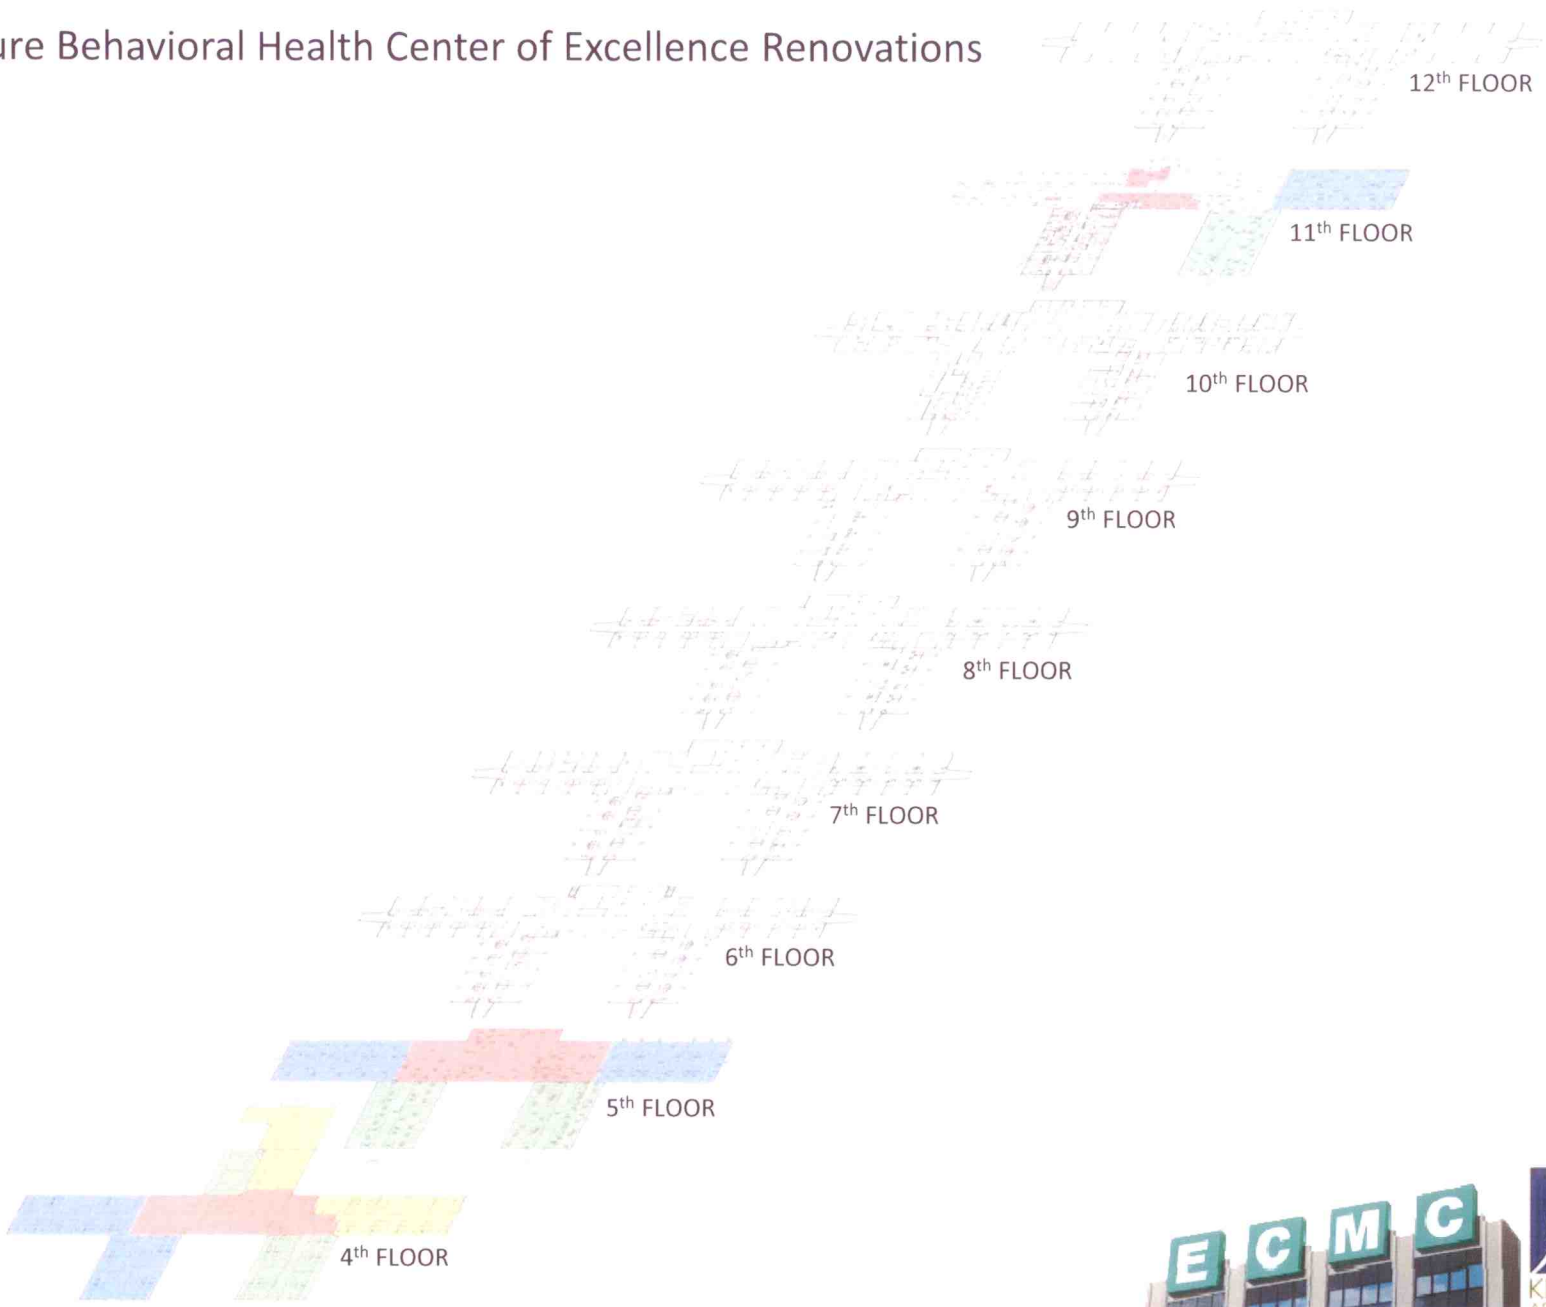 ure Behavioral Health Center of Excellence Renovations
12th FLOOR
11th FLOOR
10th FLOOR
9th FLOOR
8th FLOOR
7th FLOOR
6th FLOOR
5th FLOOR
4th FLOOR
ECMC